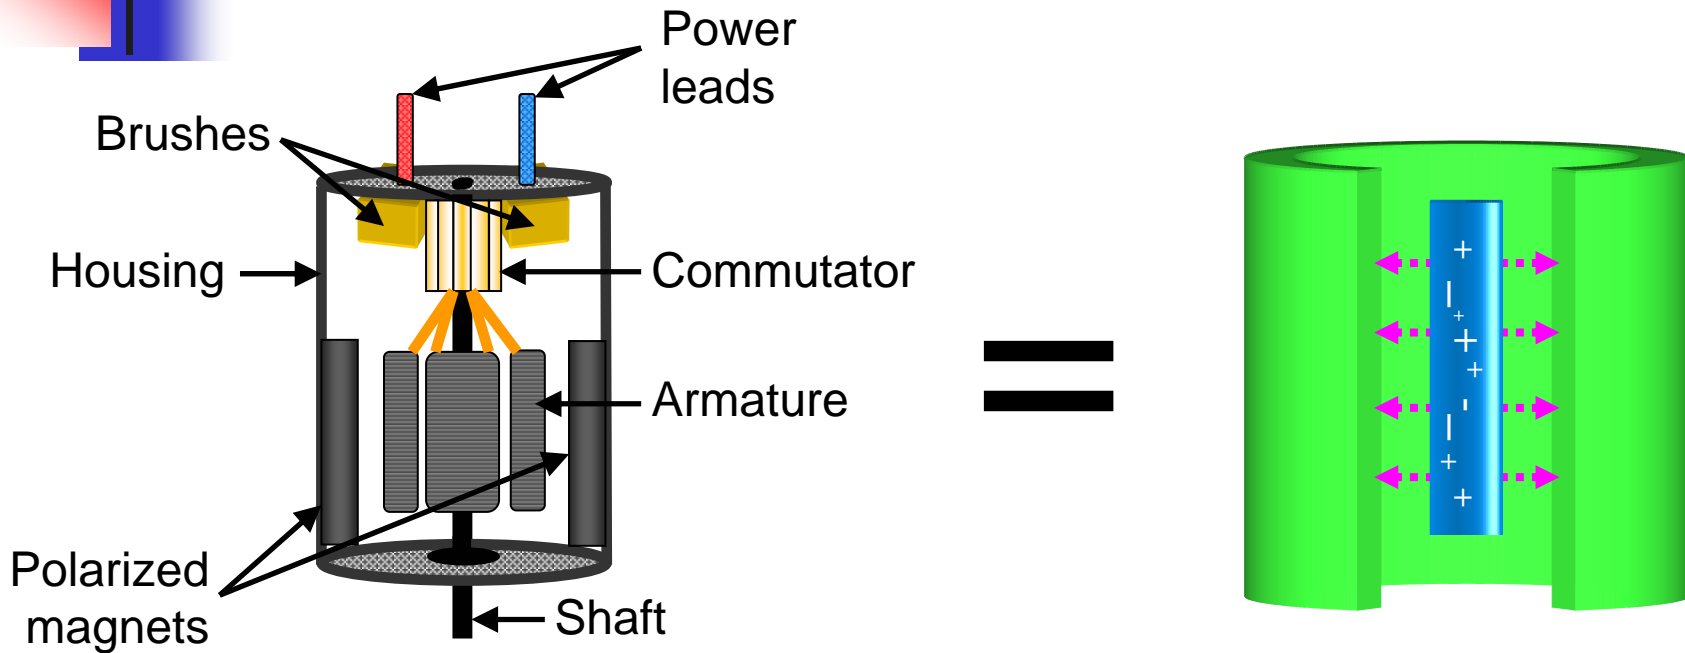 Power
leads
Brushes
Housing
Commutator
Armature
Polarized
magnets
Shaft
+
|
+
+
+
-
|
+
+